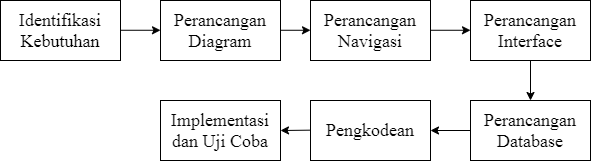 Identifikasi
Kebutuhan
Perancangan
Diagram
Perancangan
Navigasi
Perancangan
Interface
Perancangan
Database
Pengkodean
Implementasi
dan Uji Coba